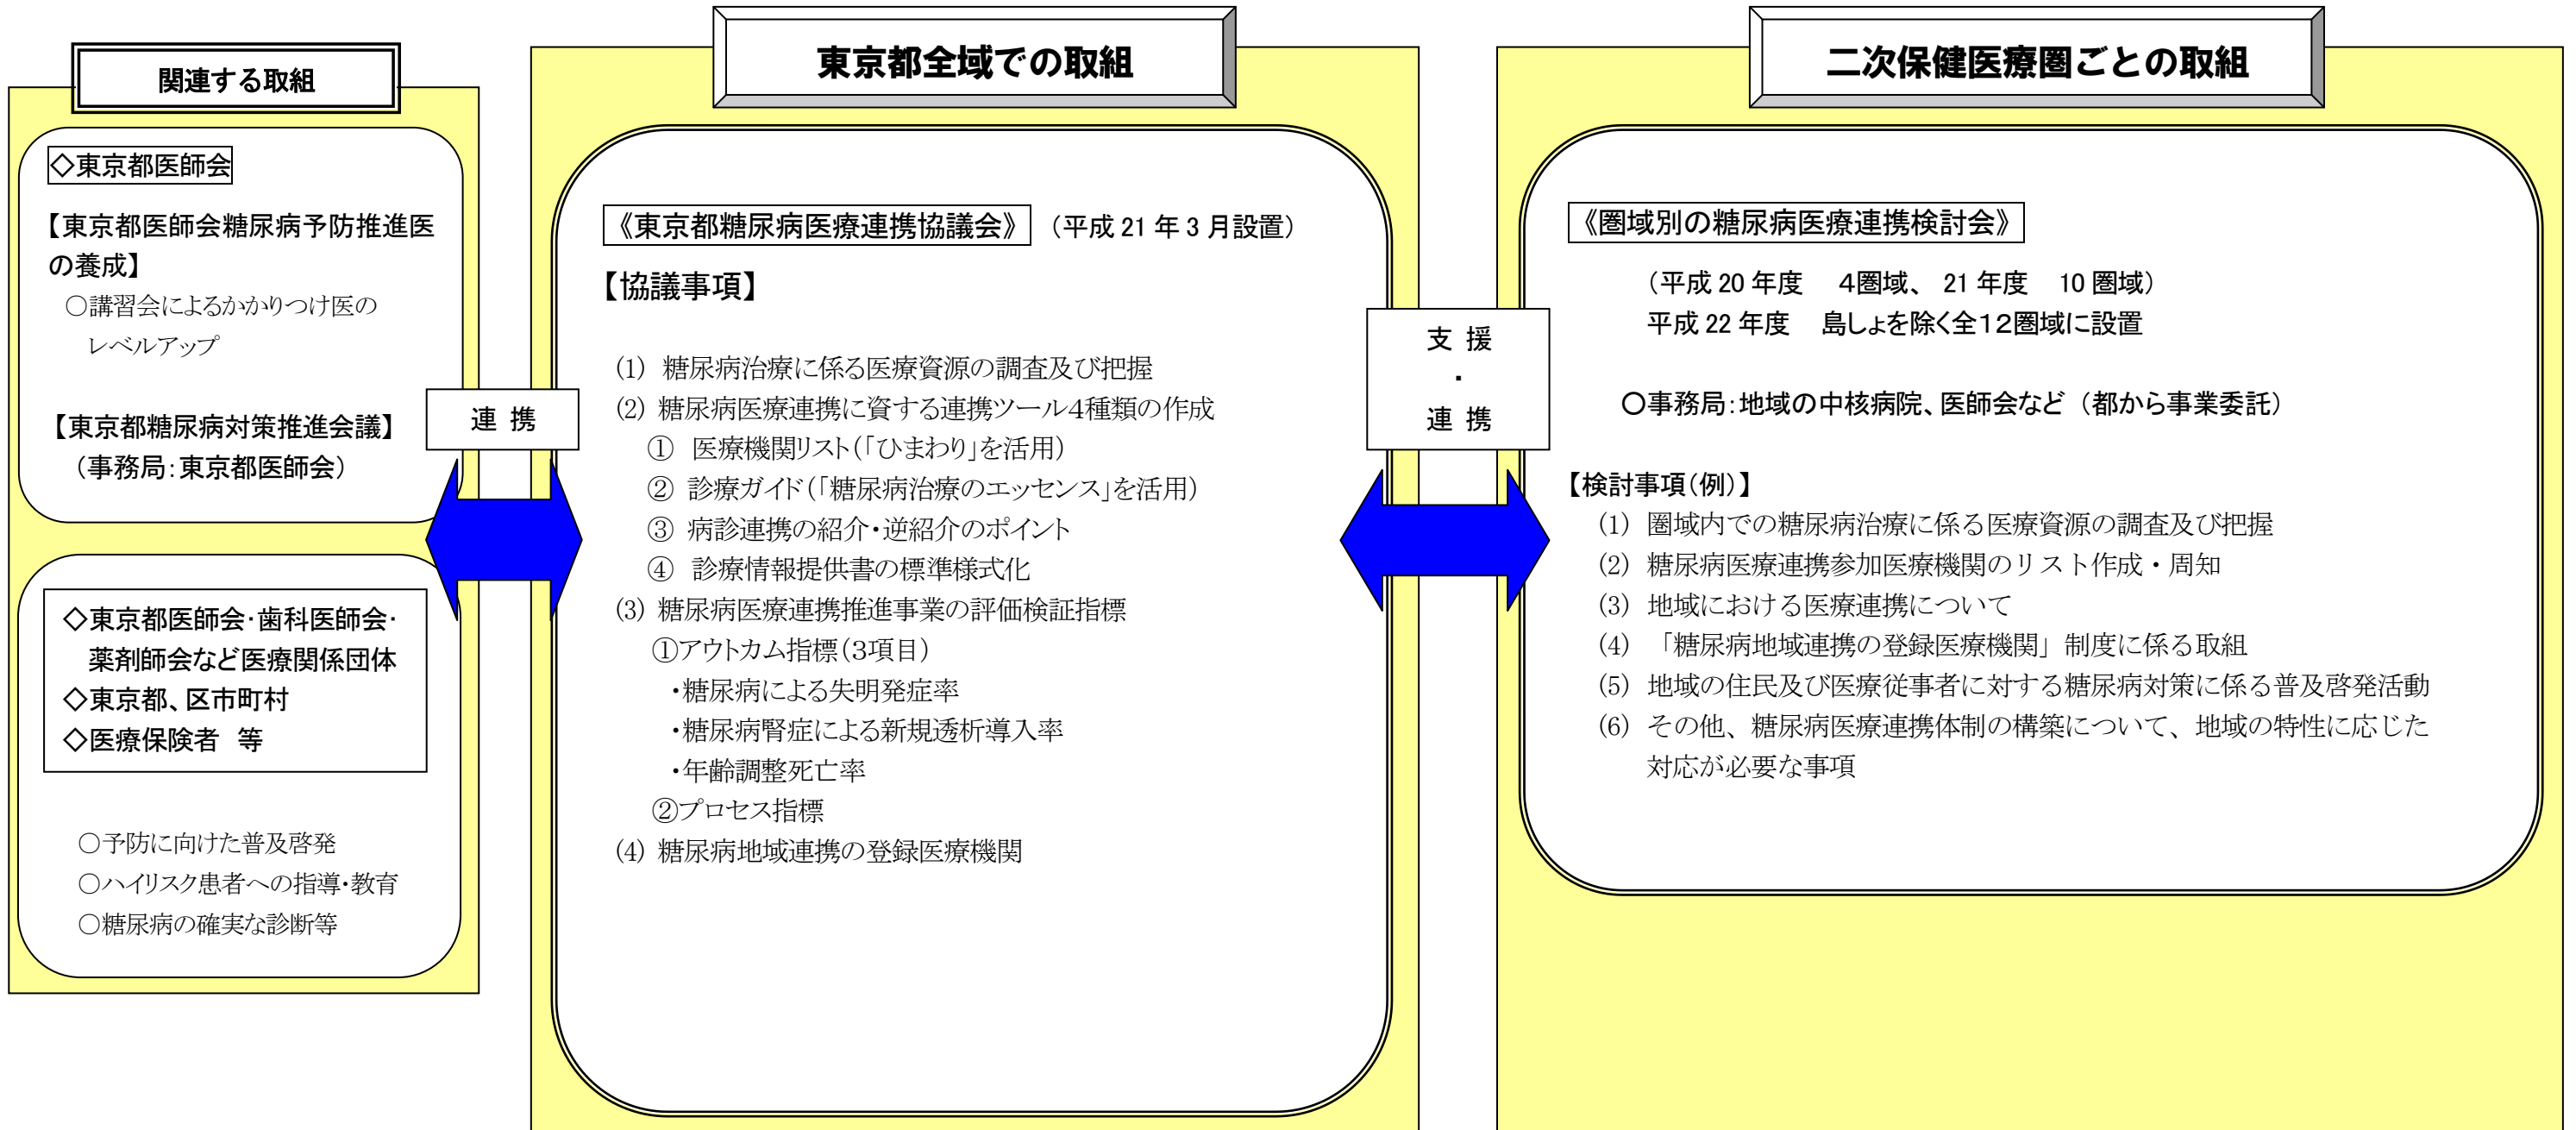 関連する取組
◇東京都医師会
【東京都医師会糖尿病予防推進医
の養成】
○講習会によるかかりつけ医の
レベルアップ
【東京都糖尿病対策推進会議】
（事務局：東京都医師会）
◇東京都医師会・歯科医師会・
薬剤師会など医療関係団体
◇東京都、区市町村
◇医療保険者　等
○予防に向けた普及啓発
○ハイリスク患者への指導・教育
○糖尿病の確実な診断等
連 携
東京都全域での取組
《東京都糖尿病医療連携協議会》 （平成 21 年 3 月設置）
【協議事項】
(1) 糖尿病治療に係る医療資源の調査及び把握
(2) 糖尿病医療連携に資する連携ツール4種類の作成
① 医療機関リスト（「ひまわり」を活用）
② 診療ガイド（「糖尿病治療のエッセンス」を活用）
③ 病診連携の紹介・逆紹介のポイント
④ 診療情報提供書の標準様式化
(3) 糖尿病医療連携推進事業の評価検証指標
①アウトカム指標（3項目）
・糖尿病による失明発症率
・糖尿病腎症による新規透析導入率
・年齢調整死亡率
②プロセス指標
(4) 糖尿病地域連携の登録医療機関
支 援
・
連 携
二次保健医療圏ごとの取組
《圏域別の糖尿病医療連携検討会》
（平成 20 年度　4圏域、 21 年度　10 圏域）
平成 22 年度　島しょを除く全12圏域に設置
○事務局：地域の中核病院、医師会など （都から事業委託）
【検討事項（例）】
(1) 圏域内での糖尿病治療に係る医療資源の調査及び把握
(2) 糖尿病医療連携参加医療機関のリスト作成・周知
(3) 地域における医療連携について
(4) 「糖尿病地域連携の登録医療機関」制度に係る取組
(5) 地域の住民及び医療従事者に対する糖尿病対策に係る普及啓発活動
(6) その他、糖尿病医療連携体制の構築について、地域の特性に応じた
対応が必要な事項